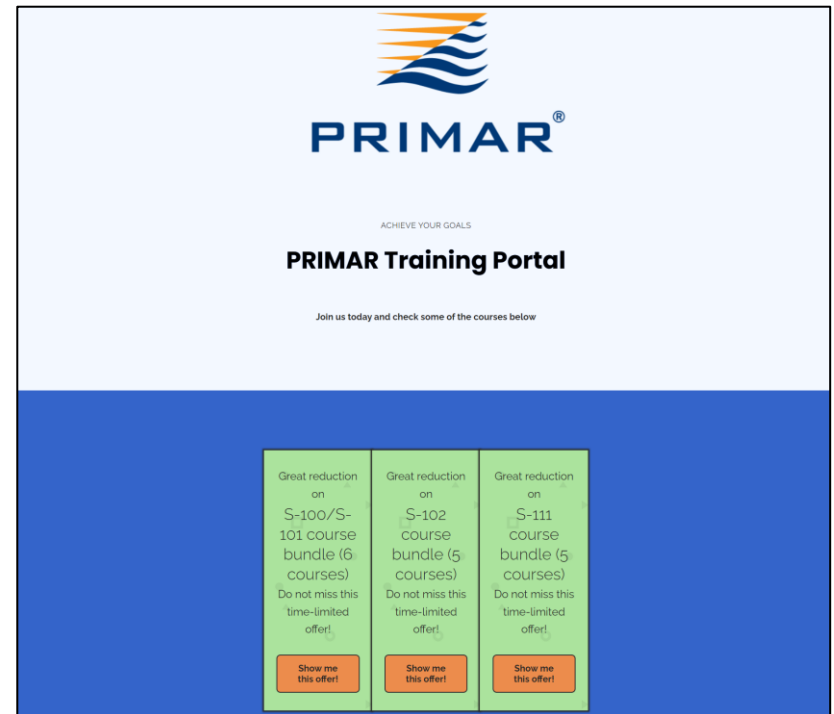 PRIMAR®
ACHIEVE YOUR GOALS
PRIMAR Training Portal
Join us today and check some of the courses below
Great reduction
on
S-100/S-
101 course
bundle (6
courses)
Do not miss this
time-limited
offer!
Show me
this offer!
Great reduction
on
S-102
course
bundle (5
courses)
Do not miss this
time-limited
offer!
Show me
this offer!
Great reduction
on
S-111
course
bundle (5
courses)
Do not miss this
time-limited
offer!
Show me
this offer!